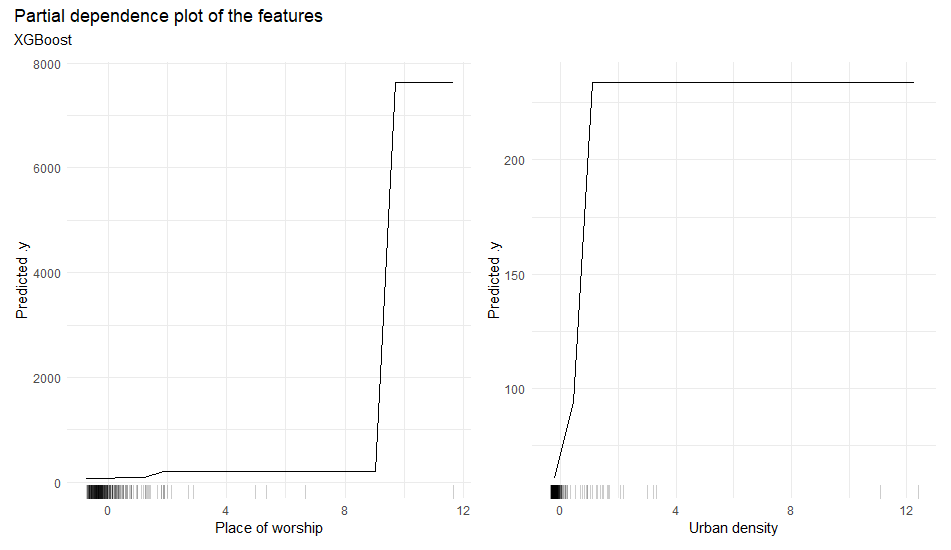 Partial dependence plot of the features
XGBoost
8000
6000
4000
2000
0
Predicted .y
0
4
8
12
Place of worship
200
150
100
Predicted .y
0
4
8
12
Urban density